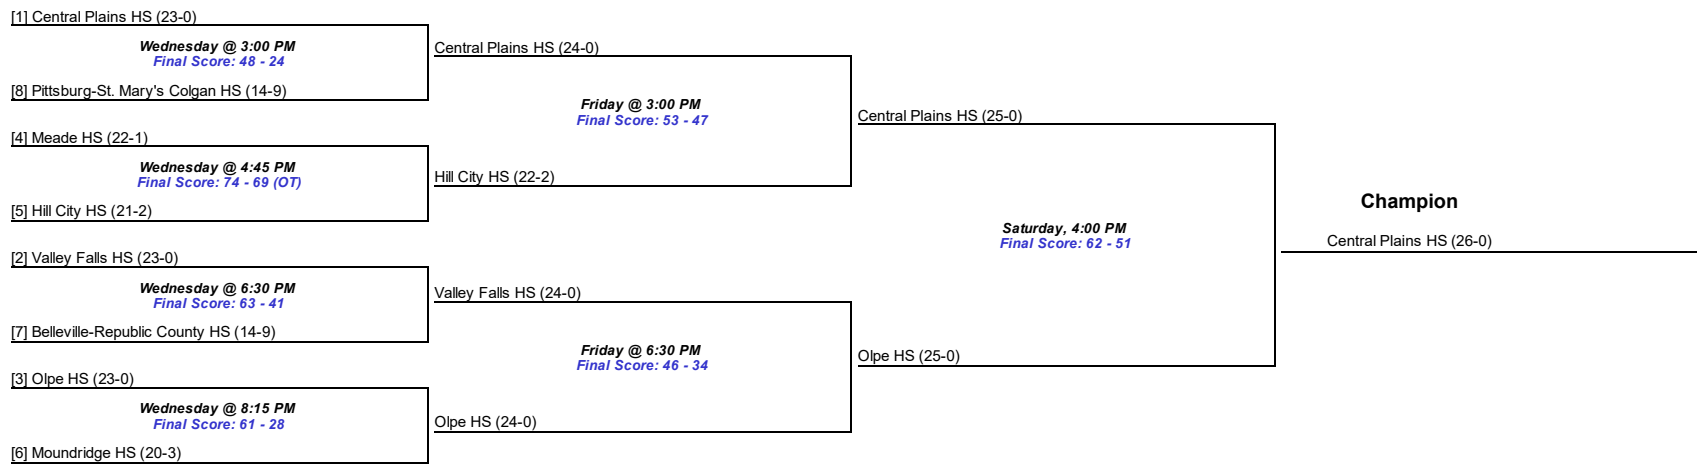 [1] Central Plains HS (23-0)
Wednesday @ 3:00 PM
Final Score: 48 - 24
[8] Pittsburg-St. Mary's Colgan HS (14-9)
[4] Meade HS (22-1)
Wednesday @ 4:45 PM
Final Score: 74 - 69 (OT)
[5] Hill City HS (21-2)
[2] Valley Falls HS (23-0)
Wednesday @ 6:30 PM
Final Score: 63 - 41
[7] Belleville-Republic County HS (14-9)
[3] Olpe HS (23-0)
Wednesday @ 8:15 PM
Final Score: 61 - 28
[6] Moundridge HS (20-3)
Central Plains HS (24-0)
Friday @ 3:00 PM
Final Score: 53 - 47
Hill City HS (22-2)
Valley Falls HS (24-0)
Friday @ 6:30 PM
Final Score: 46 - 34
Olpe HS (24-0)
Central Plains HS (25-0)
Saturday, 4:00 PM
Final Score: 62 - 51
Olpe HS (25-0)
Champion
Central Plains HS (26-0)